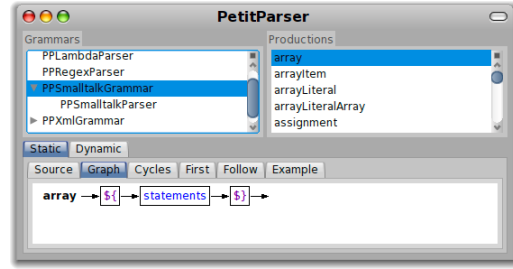 PetitParser
Grammars
PPLambdaParser
PPRegexParser
PPSmalltalkGrammar
PPSmalltalkParser
PPXmlGrammar
Productions
array
arrayItem
arrayLiteral
arrayLiteralArray
assignment
Static Dynamic
Source Graph Cycles First Follow Example
array ${ statements $}